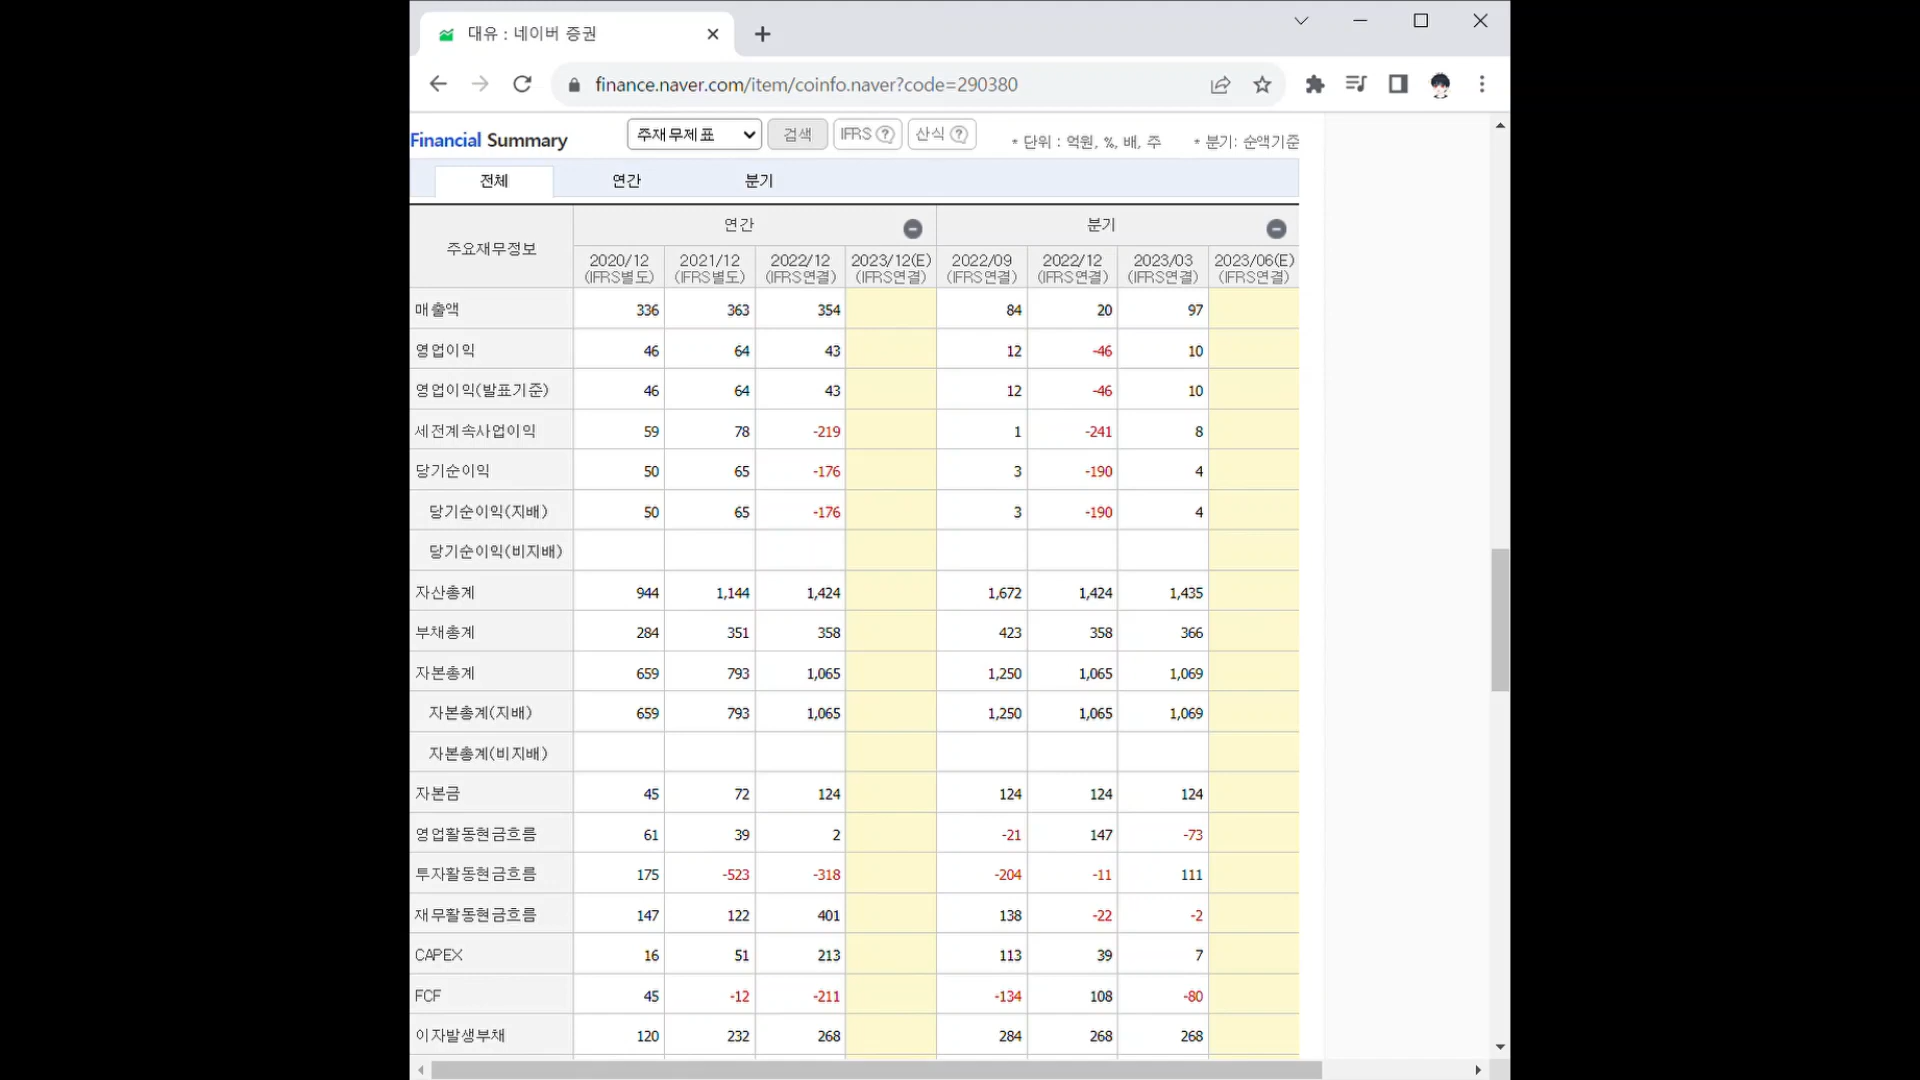 대유 : 네이버 증권
finance.naver.com/item/coinfo.naver?code=290380
Financial Summary 주재무제표 검색 IFRS ? 산식 ? * 단위 : 억원, %, 배, 주 * 분기: 순액기준
전체 연간 분기
주요재무정보 연간 분기
2020/12 2021/12 2022/12 2023/12(E) 2022/09 2022/12 2023/03 2023/06(E)
(IFRS별도) (IFRS별도) (IFRS연결) (IFRS연결) (IFRS연결) (IFRS연결) (IFRS연결) (IFRS연결)
매출액 336 363 354 84 20 97
영업이익 46 64 43 12 -46 10
영업이익(발표기준) 46 64 43 12 -46 10
세전계속사업이익 59 78 -219 1 -241 8
당기순이익 50 65 -176 3 -190 4
당기순이익(지배) 50 65 -176 3 -190 4
당기순이익(비지배)
자산총계 944 1,144 1,424 1,672 1,424 1,435
부채총계 284 351 358 423 358 366
자본총계 659 793 1,065 1,250 1,065 1,069
자본총계(지배) 659 793 1,065 1,250 1,065 1,069
자본총계(비지배)
자본금 45 72 124 124 124 124
영업활동현금흐름 61 39 2 -21 147 -73
투자활동현금흐름 175 -523 -318 -204 -11 111
재무활동현금흐름 147 122 401 138 -22 -2
CAPEX 16 51 213 113 39 7
FCF 45 -12 -211 -134 108 -80
이자발생부채 120 232 268 284 268 268